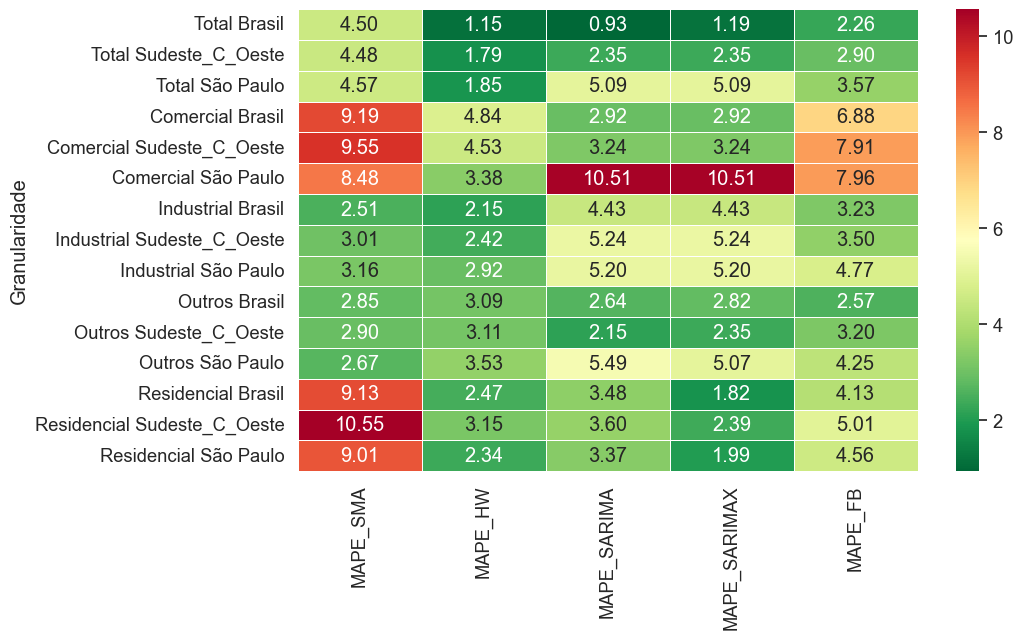 Granularidade
Total Brasil 4.50 1.15 0.93 1.19 2.26
Total Sudeste_C_Oeste 4.48 1.79 2.35 2.35 2.90
Total São Paulo 4.57 1.85 5.09 5.09 3.57
Comercial Brasil 9.19 4.84 2.92 2.92 6.88
Comercial Sudeste_C_Oeste 9.55 4.53 3.24 3.24 7.91
Comercial São Paulo 8.48 3.38 10.51 10.51 7.96
Industrial Brasil 2.51 2.15 4.43 4.43 3.23
Industrial Sudeste_C_Oeste 3.01 2.42 5.24 5.24 3.50
Industrial São Paulo 3.16 2.92 5.20 5.20 4.77
Outros Brasil 2.85 3.09 2.64 2.82 2.57
Outros Sudeste_C_Oeste 2.90 3.11 2.15 2.35 3.20
Outros São Paulo 2.67 3.53 5.49 5.07 4.25
Residencial Brasil 9.13 2.47 3.48 1.82 4.13
Residencial Sudeste_C_Oeste 10.55 3.15 3.60 2.39 5.01
Residencial São Paulo 9.01 2.34 3.37 1.99 4.56
MAPE_SMA MAPE_HW MAPE_SARIMA MAPE_SARIMAX MAPE_FB
10
8
6
4
2